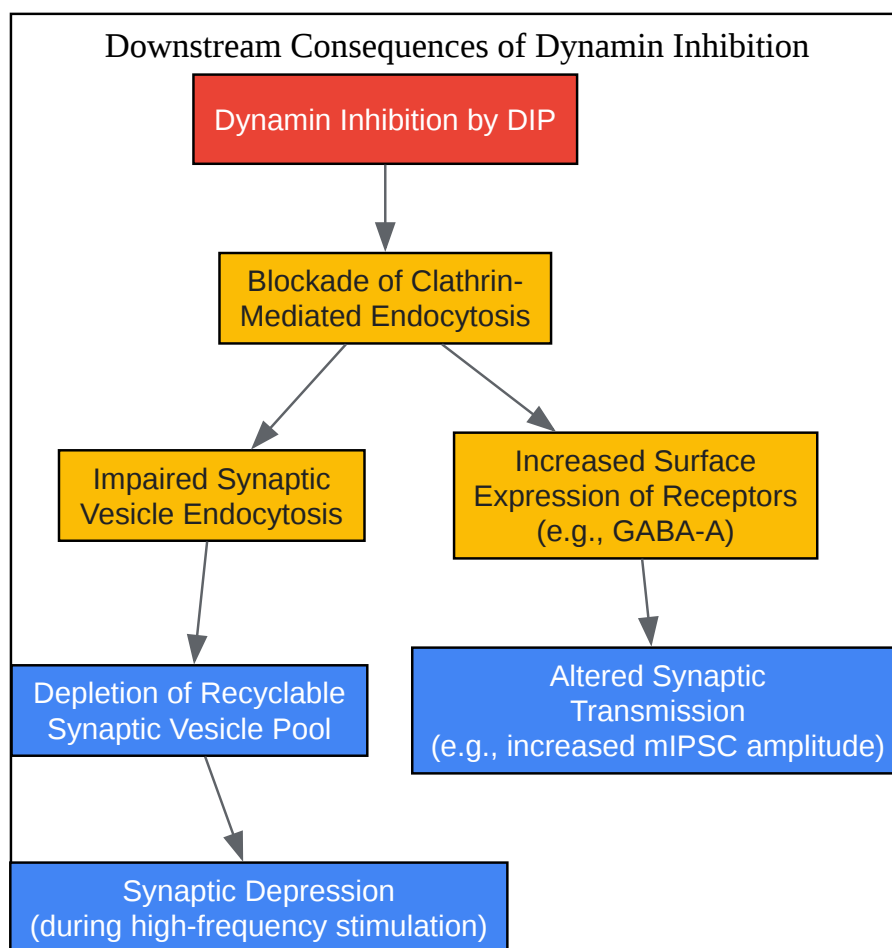 Downstream Consequences of Dynamin Inhibition
Dynamin Inhibition by DIP
Blockade of Clathrin-
Mediated Endocytosis
Impaired Synaptic
Vesicle Endocytosis
Increased Surface
Expression of Receptors
(e.g., GABA-A)
Depletion of Recyclable
Synaptic Vesicle Pool
Altered Synaptic
Transmission
(e.g., increased mIPSC amplitude)
Synaptic Depression
(during high-frequency stimulation)